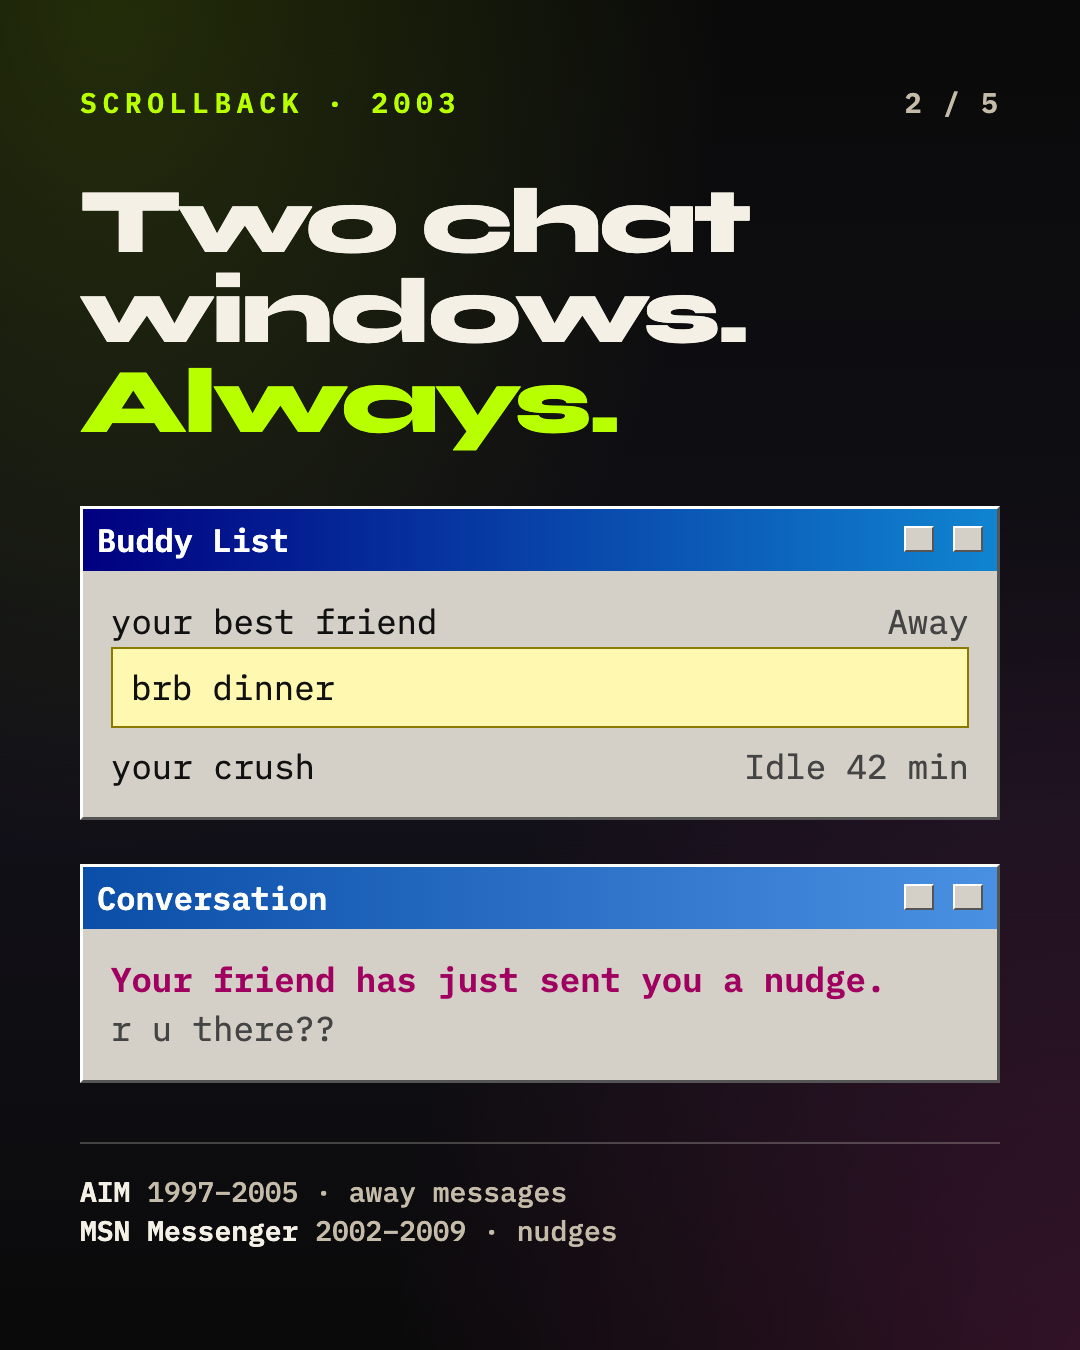 SCROLLBACK · 2003
2 / 5
Two chat
windows.
Always.
Buddy List
your best friend Away
brb dinner
your crush Idle 42 min
Conversation
Your friend has just sent you a nudge.
r u there??
AIM 1997–2005 · away messages
MSN Messenger 2002–2009 · nudges